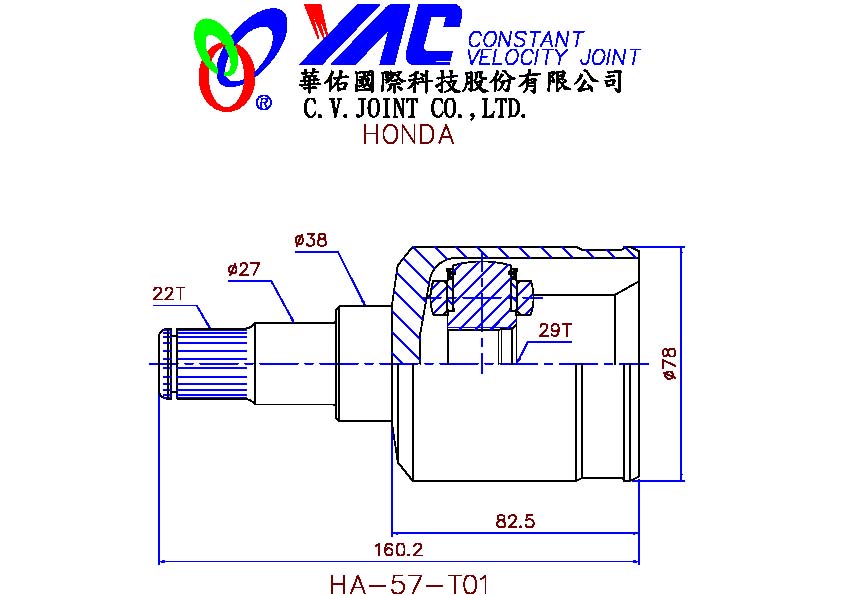 YAC CONSTANT
VELOCITY JOINT
®
華佑國際科技股份有限公司
C.V.JOINT CO.,LTD.
HONDA
ø38
ø27
22T
29T
ø78
82.5
160.2
HA-57-T01